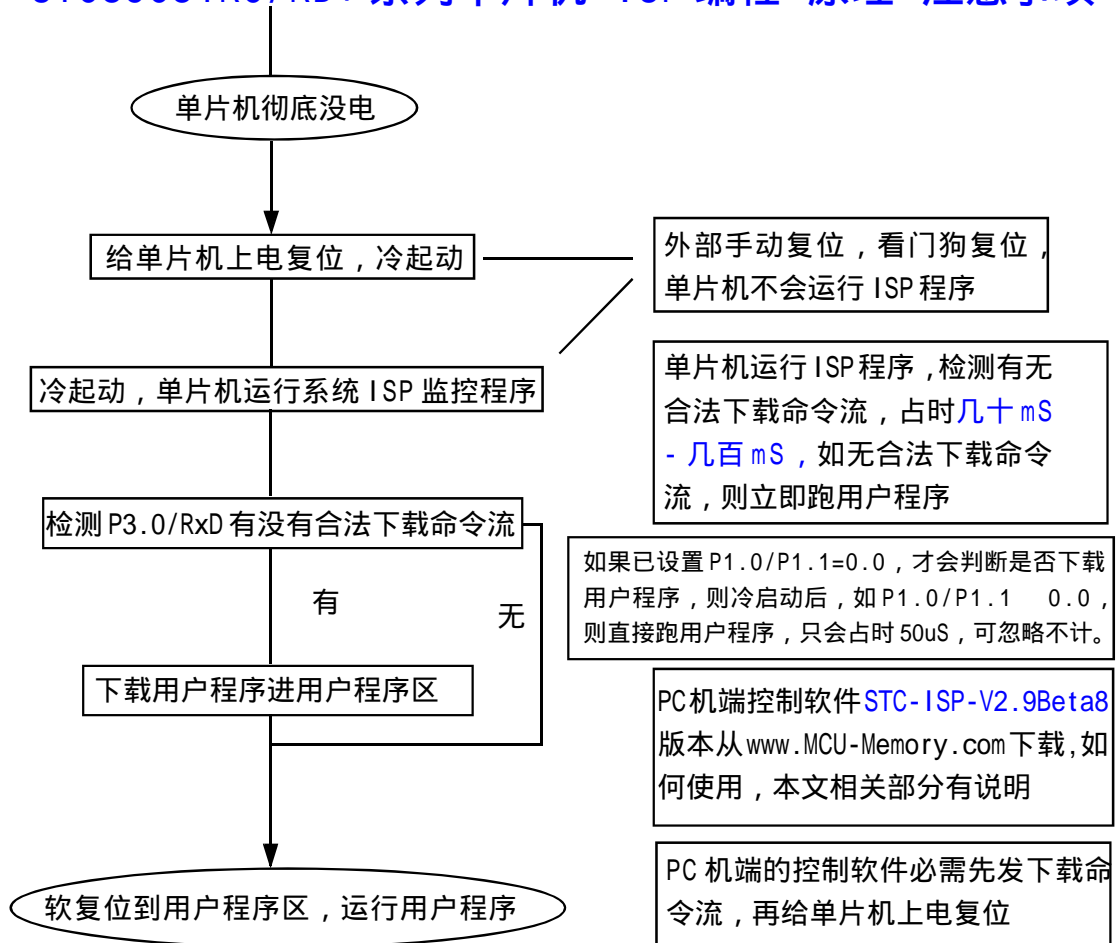 单片机彻底没电
给单片机上电复位，冷起动
外部手动复位，看门狗复位，
单片机不会运行 ISP 程序
冷起动，单片机运行系统 ISP 监控程序
单片机运行 ISP 程序，检测有无
合法下载命令流，占时几十 mS
- 几百 mS，如无合法下载命令
流，则立即跑用户程序
检测 P3.0/RxD 有没有合法下载命令流
如果已设置 P1.0/P1.1=0.0，才会判断是否下载
用户程序，则冷启动后，如 P1.0/P1.1 0.0，
则直接跑用户程序，只会占时 50uS，可忽略不计。
有
无
下载用户程序进用户程序区
PC机端控制软件STC-ISP-V2.9Beta8
版本从www.MCU-Memory.com下载,如
何使用，本文相关部分有说明
软复位到用户程序区，运行用户程序
PC 机端的控制软件必需先发下载命
令流，再给单片机上电复位